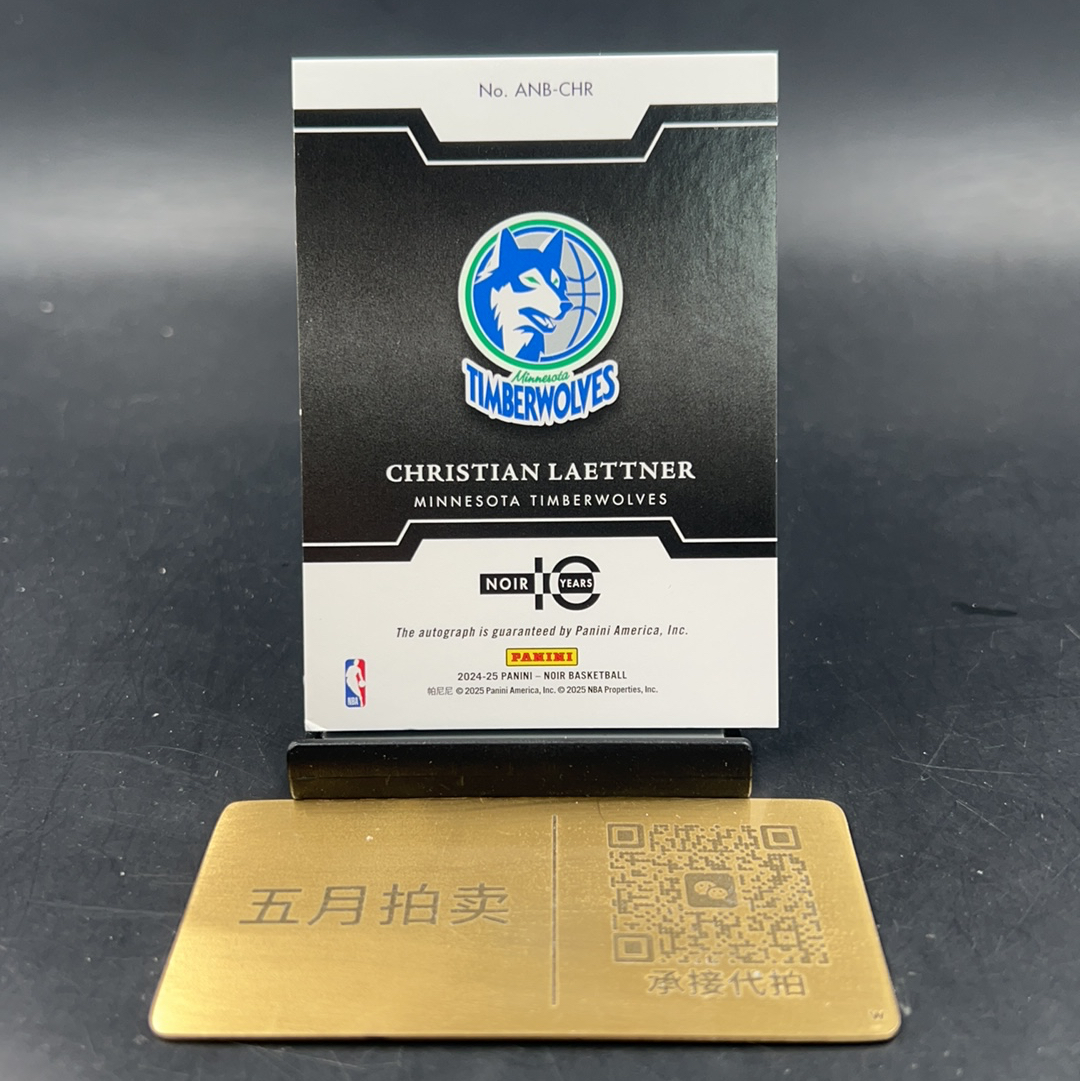 No. ANB-CHR
Minnesota
TIMBERWOLVES
CHRISTIAN LAETTNER
MINNESOTA TIMBERWOLVES
NOIR 10 YEARS
The autograph is guaranteed by Panini America, Inc.
PANINI
2024-25 PANINI – NOIR BASKETBALL
帕尼尼 © 2025 Panini America, Inc. © 2025 NBA Properties, Inc.
NBA
五月拍卖
承接代拍
W